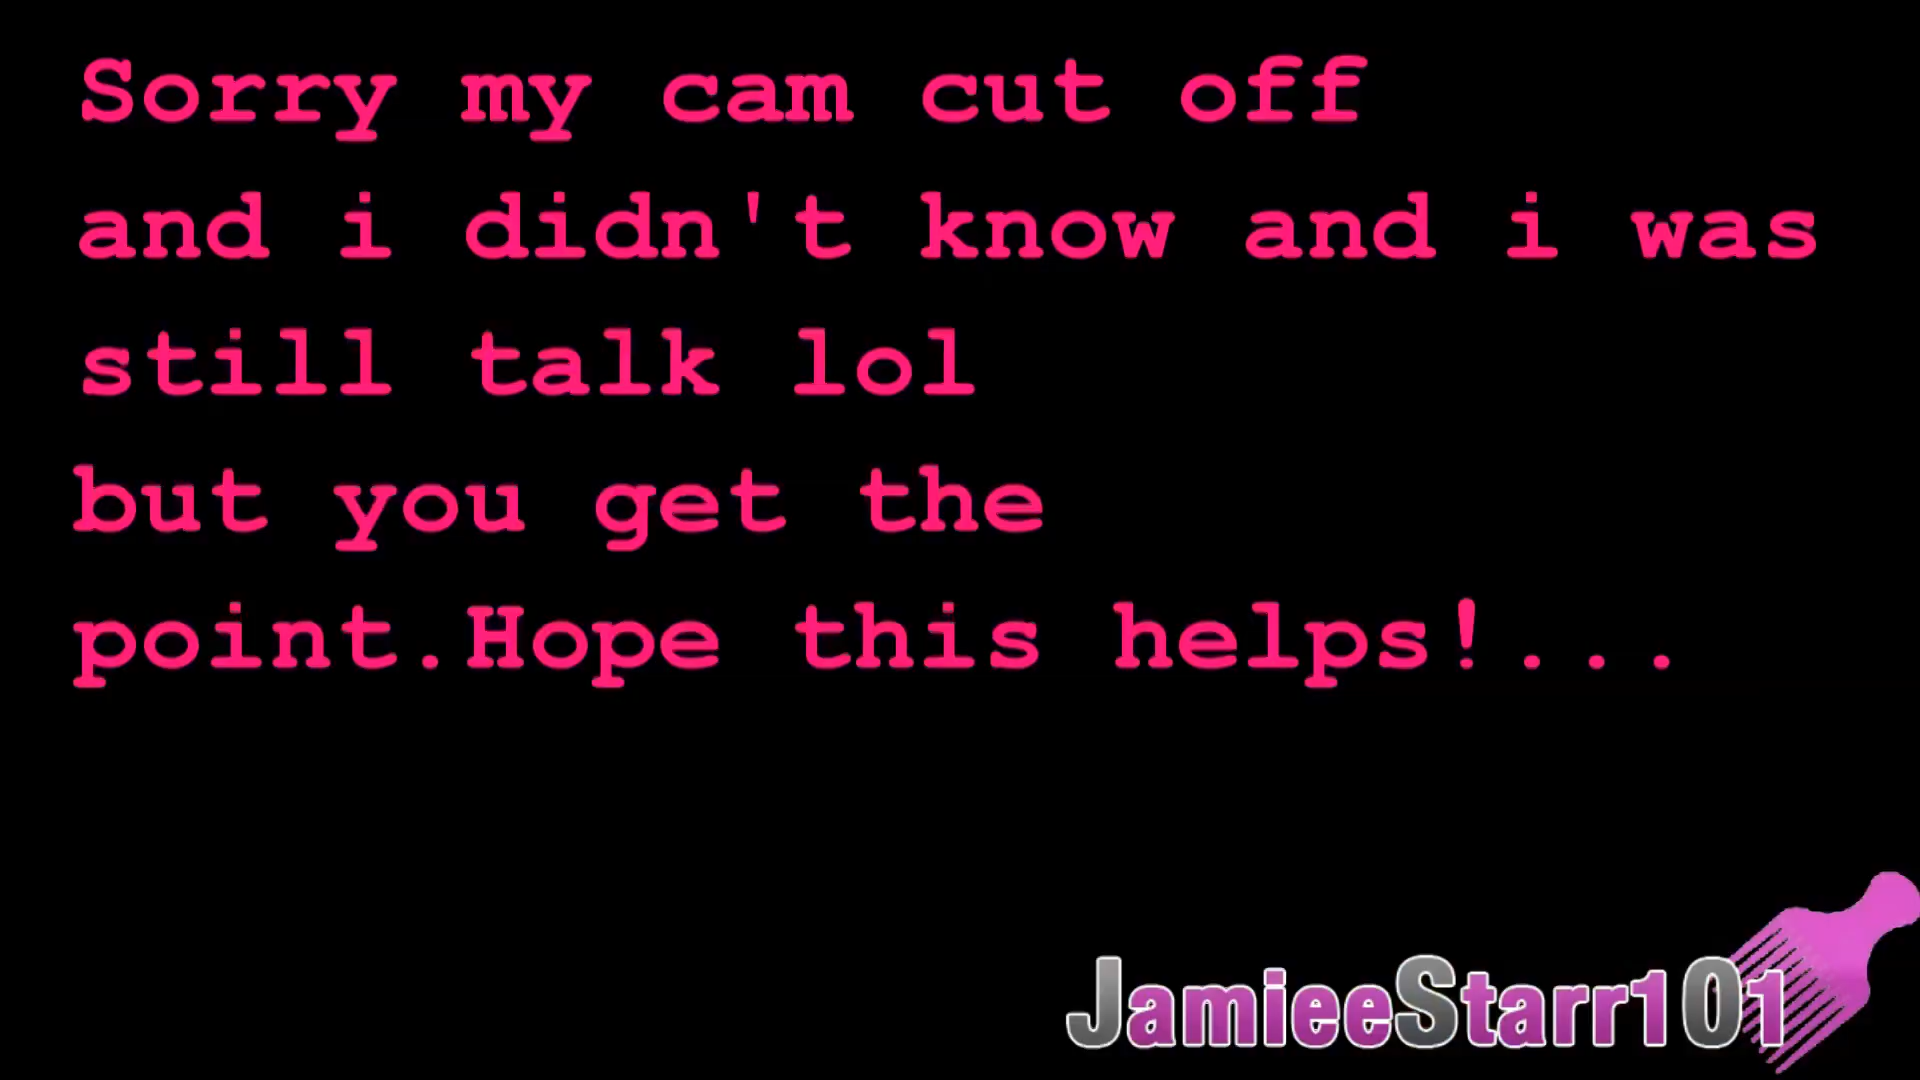 Sorry my cam cut off
and i didn't know and i was
still talk lol
but you get the
point.Hope this helps!...
JamieeStarr101